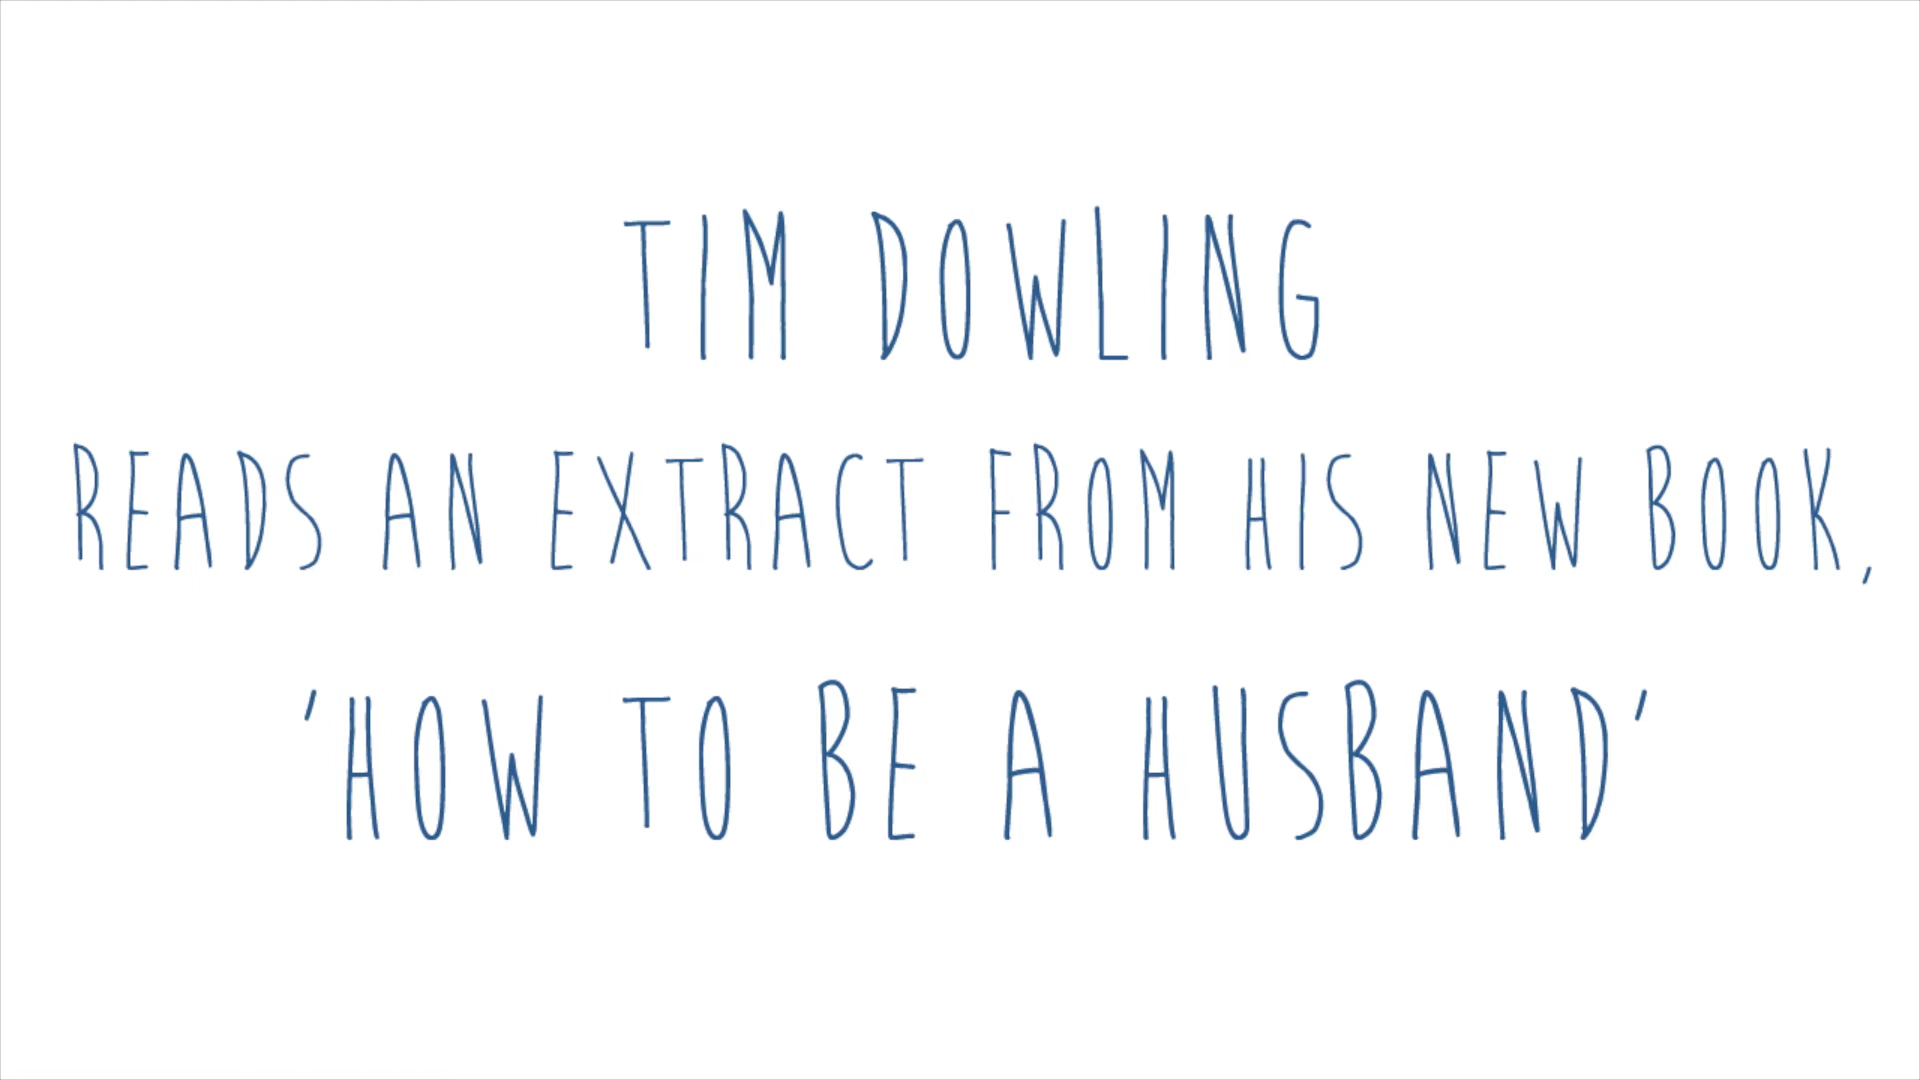 TIM DOWLING
READS AN EXTRACT FROM HIS NEW BOOK,
'HOW TO BE A HUSBAND'